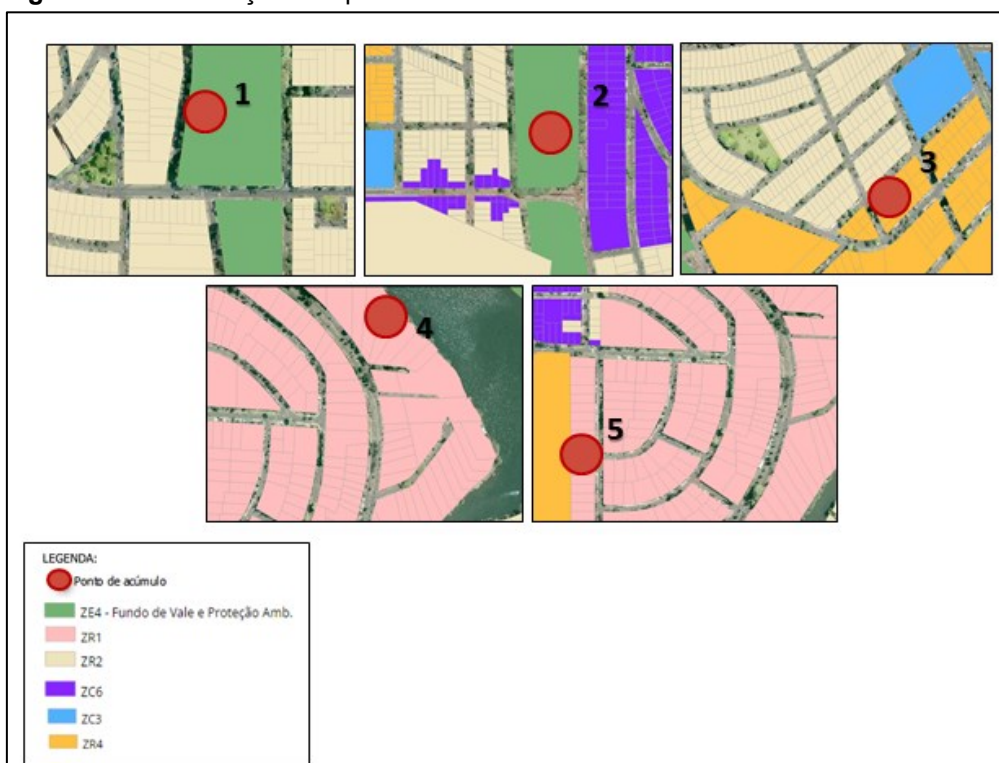 1
2
3
4
5
LEGENDA:
Ponto de acúmulo
ZE4 - Fundo de Vale e Proteção Amb.
ZR1
ZR2
ZC6
ZC3
ZR4